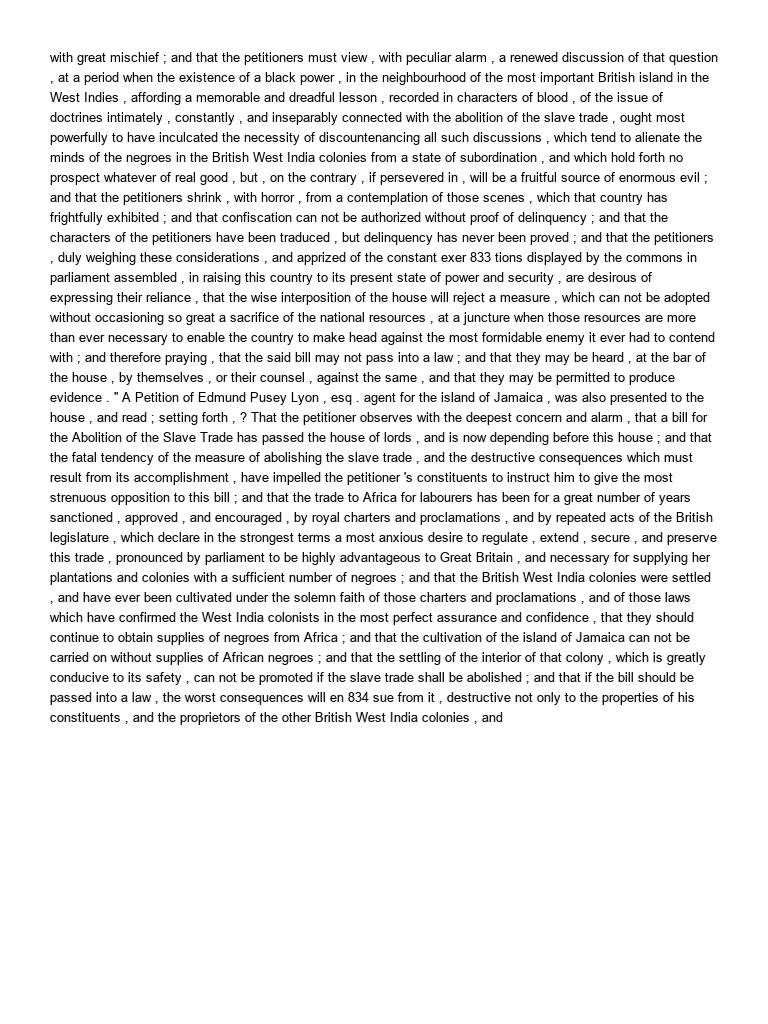 with great mischief ; and that the petitioners must view , with peculiar alarm , a renewed discussion of that question
, at a period when the existence of a black power , in the neighbourhood of the most important British island in the
West Indies , affording a memorable and dreadful lesson , recorded in characters of blood , of the issue of
doctrines intimately , constantly , and inseparably connected with the abolition of the slave trade , ought most
powerfully to have inculcated the necessity of discountenancing all such discussions , which tend to alienate the
minds of the negroes in the British West India colonies from a state of subordination , and which hold forth no
prospect whatever of real good , but , on the contrary , if persevered in , will be a fruitful source of enormous evil ;
and that the petitioners shrink , with horror , from a contemplation of those scenes , which that country has
frightfully exhibited ; and that confiscation can not be authorized without proof of delinquency ; and that the
characters of the petitioners have been traduced , but delinquency has never been proved ; and that the petitioners
, duly weighing these considerations , and apprized of the constant exer 833 tions displayed by the commons in
parliament assembled , in raising this country to its present state of power and security , are desirous of
expressing their reliance , that the wise interposition of the house will reject a measure , which can not be adopted
without occasioning so great a sacrifice of the national resources , at a juncture when those resources are more
than ever necessary to enable the country to make head against the most formidable enemy it ever had to contend
with ; and therefore praying , that the said bill may not pass into a law ; and that they may be heard , at the bar of
the house , by themselves , or their counsel , against the same , and that they may be permitted to produce
evidence . " A Petition of Edmund Pusey Lyon , esq . agent for the island of Jamaica , was also presented to the
house , and read ; setting forth , ? That the petitioner observes with the deepest concern and alarm , that a bill for
the Abolition of the Slave Trade has passed the house of lords , and is now depending before this house ; and that
the fatal tendency of the measure of abolishing the slave trade , and the destructive consequences which must
result from its accomplishment , have impelled the petitioner 's constituents to instruct him to give the most
strenuous opposition to this bill ; and that the trade to Africa for labourers has been for a great number of years
sanctioned , approved , and encouraged , by royal charters and proclamations , and by repeated acts of the British
legislature , which declare in the strongest terms a most anxious desire to regulate , extend , secure , and preserve
this trade , pronounced by parliament to be highly advantageous to Great Britain , and necessary for supplying her
plantations and colonies with a sufficient number of negroes ; and that the British West India colonies were settled
, and have ever been cultivated under the solemn faith of those charters and proclamations , and of those laws
which have confirmed the West India colonists in the most perfect assurance and confidence , that they should
continue to obtain supplies of negroes from Africa ; and that the cultivation of the island of Jamaica can not be
carried on without supplies of African negroes ; and that the settling of the interior of that colony , which is greatly
conducive to its safety , can not be promoted if the slave trade shall be abolished ; and that if the bill should be
passed into a law , the worst consequences will en 834 sue from it , destructive not only to the properties of his
constituents , and the proprietors of the other British West India colonies , and